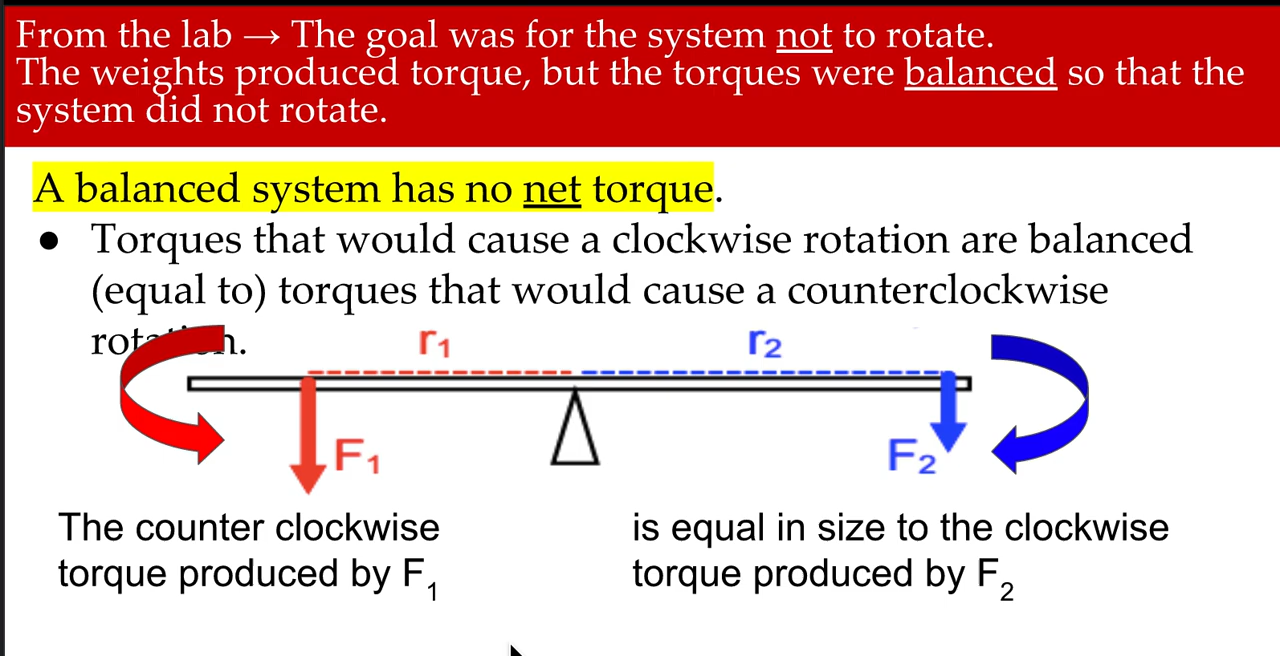 From the lab → The goal was for the system not to rotate.
The weights produced torque, but the torques were balanced so that the
system did not rotate.
A balanced system has no net torque.
● Torques that would cause a clockwise rotation are balanced
(equal to) torques that would cause a counterclockwise
rotation.
r₁ r₂
F₁ F₂
The counter clockwise
torque produced by F₁
is equal in size to the clockwise
torque produced by F₂